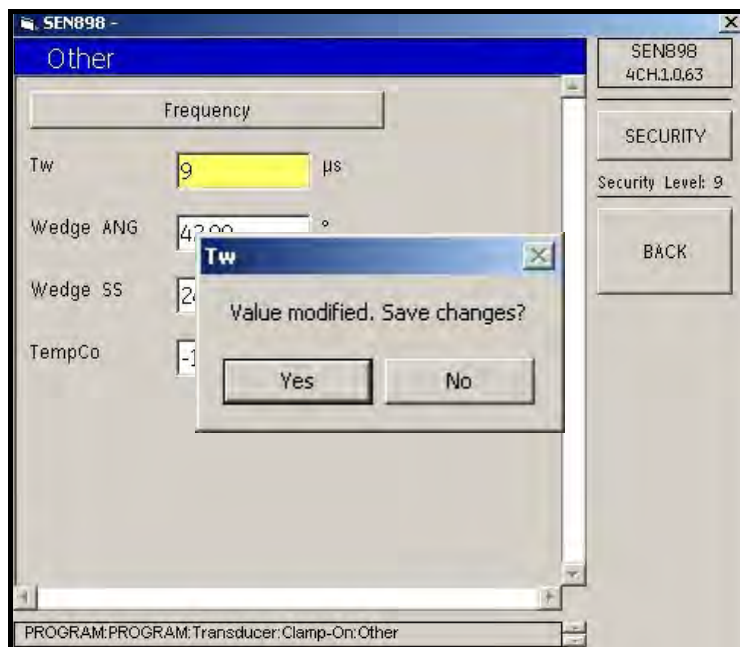 SEN898 -
Other
Frequency
Tw 9 µs
Wedge ANG °
Wedge SS
TempCo
Tw
Value modified. Save changes?
Yes No
SEN898
4CH.1.0.63
SECURITY
Security Level: 9
BACK
PROGRAM:PROGRAM:Transducer:Clamp-On:Other